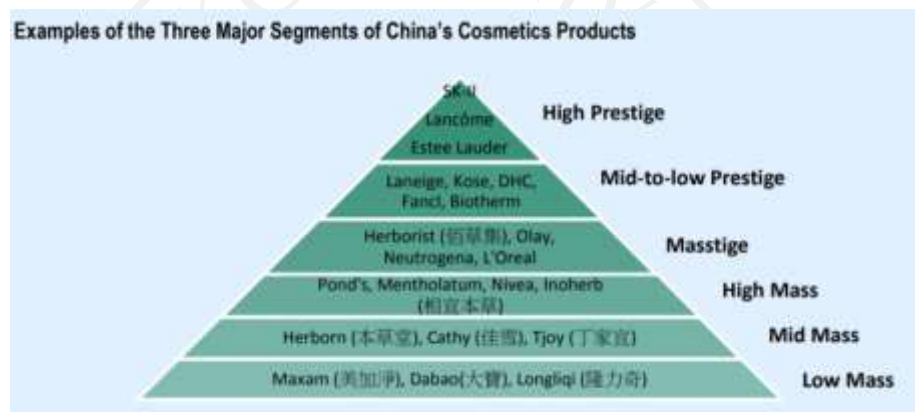 Examples of the Three Major Segments of China's Cosmetics Products
SK-II
Lancôme
High Prestige
Estee Lauder
Laneige, Kose, DHC,
Fancl, Biotherm
Mid-to-low Prestige
Herborist (佰草集), Olay,
Neutrogena, L'Oreal
Masstige
Pond's, Mentholatum, Nivea, Inoherb
(相宜本草)
High Mass
Herborn (本草堂), Cathy (佳雪), Tjoy (丁家宜)
Mid Mass
Maxam (美加淨), Dabao(大寶), Longliqi (隆力奇)
Low Mass